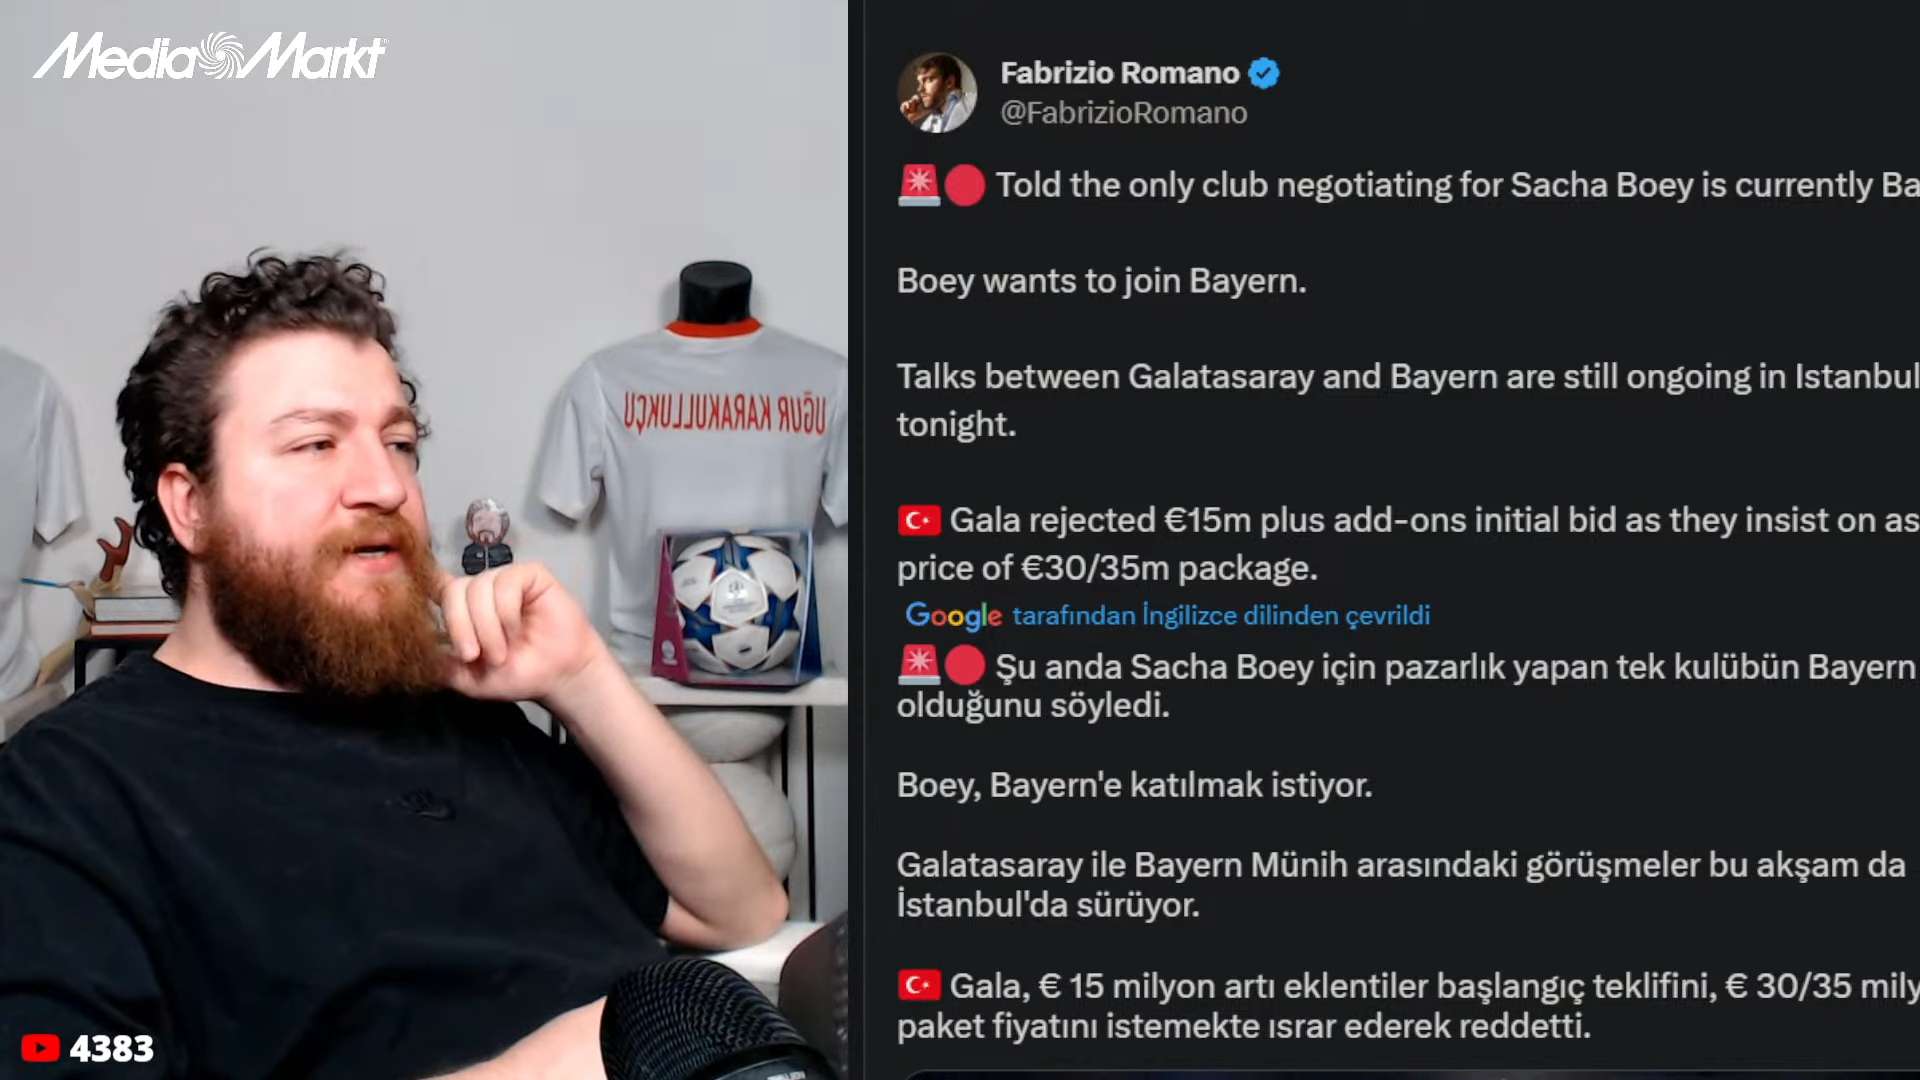 Media Markt
UĞUR KARAKULLUKÇU
4383
Fabrizio Romano
@FabrizioRomano
Told the only club negotiating for Sacha Boey is currently Ba
Boey wants to join Bayern.
Talks between Galatasaray and Bayern are still ongoing in Istanbul
tonight.
Gala rejected €15m plus add-ons initial bid as they insist on as
price of €30/35m package.
Google tarafından İngilizce dilinden çevrildi
Şu anda Sacha Boey için pazarlık yapan tek kulübün Bayern
olduğunu söyledi.
Boey, Bayern'e katılmak istiyor.
Galatasaray ile Bayern Münih arasındaki görüşmeler bu akşam da
İstanbul'da sürüyor.
Gala, € 15 milyon artı eklentiler başlangıç teklifini, € 30/35 mily
paket fiyatını istemekte ısrar ederek reddetti.